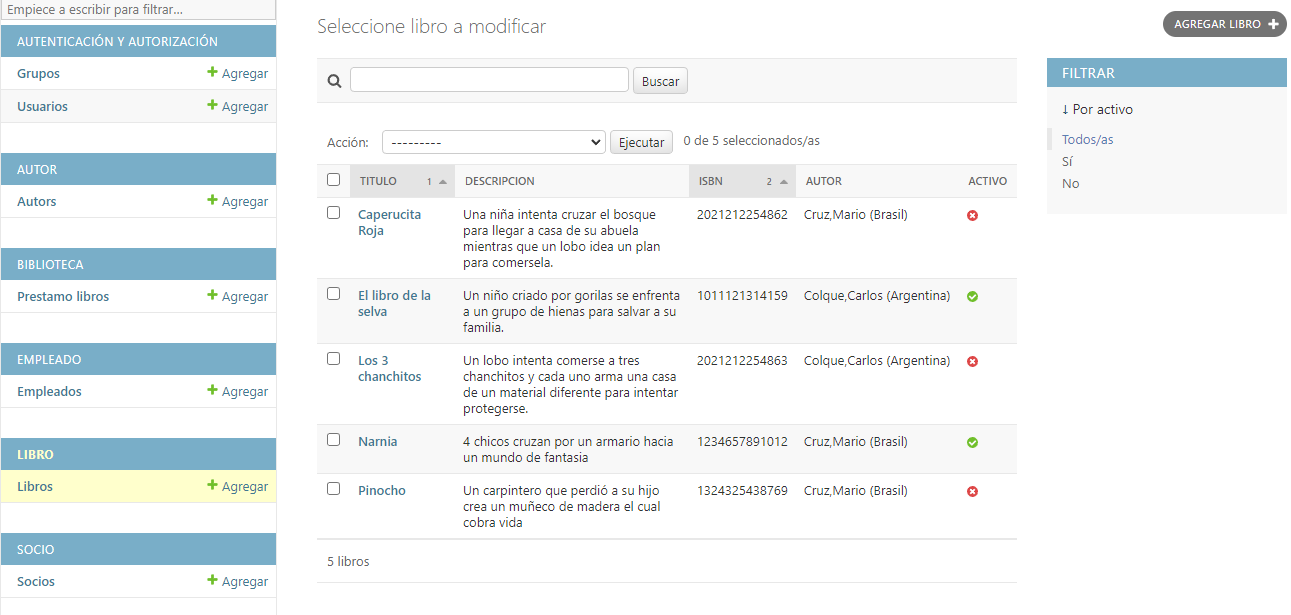 Empiece a escribir para filtrar...
AUTENTICACIÓN Y AUTORIZACIÓN
Grupos
Agregar
Usuarios
Agregar
AUTOR
Autors
Agregar
BIBLIOTECA
Prestamo libros
Agregar
EMPLEADO
Empleados
Agregar
LIBRO
Libros
Agregar
SOCIO
Socios
Agregar
Seleccione libro a modificar
AGREGAR LIBRO
Buscar
Acción:
---------
Ejecutar
0 de 5 seleccionados/as
TITULO 1
DESCRIPCION
ISBN 2
AUTOR
ACTIVO
Caperucita
Roja
Una niña intenta cruzar el bosque
para llegar a casa de su abuela
mientras que un lobo idea un plan
para comersela.
2021212254862
Cruz,Mario (Brasil)
El libro de la
selva
Un niño criado por gorilas se enfrenta
a un grupo de hienas para salvar a su
familia.
1011121314159
Colque,Carlos (Argentina)
Los 3
chanchitos
Un lobo intenta comerse a tres
chanchitos y cada uno arma una casa
de un material diferente para intentar
protegerse.
2021212254863
Colque,Carlos (Argentina)
Narnia
4 chicos cruzan por un armario hacia
un mundo de fantasia
1234657891012
Cruz,Mario (Brasil)
Pinocho
Un carpintero que perdió a su hijo
crea un muñeco de madera el cual
cobra vida
1324325438769
Cruz,Mario (Brasil)
5 libros
FILTRAR
↓ Por activo
Todos/as
Sí
No